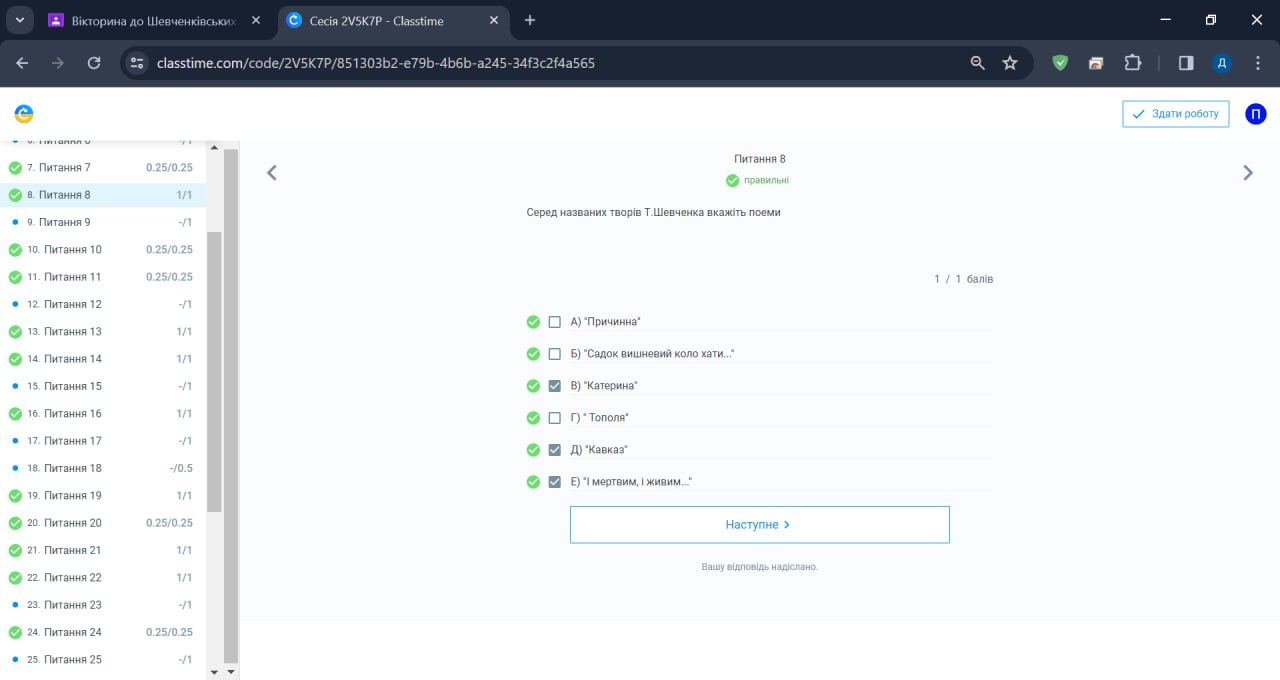 Вікторина до Шевченківських
Сесія 2V5K7P - Classtime
classtime.com/code/2V5K7P/851303b2-e79b-4b6b-a245-34f3c2f4a565
Д
Здати роботу
П
6. Питання 6 -/1
7. Питання 7 0.25/0.25
8. Питання 8 1/1
9. Питання 9 -/1
10. Питання 10 0.25/0.25
11. Питання 11 0.25/0.25
12. Питання 12 -/1
13. Питання 13 1/1
14. Питання 14 1/1
15. Питання 15 -/1
16. Питання 16 1/1
17. Питання 17 -/1
18. Питання 18 -/0.5
19. Питання 19 1/1
20. Питання 20 0.25/0.25
21. Питання 21 1/1
22. Питання 22 1/1
23. Питання 23 -/1
24. Питання 24 0.25/0.25
25. Питання 25 -/1
Питання 8
правильні
Серед названих творів Т.Шевченка вкажіть поеми
1 / 1 балів
А) "Причинна"
Б) "Садок вишневий коло хати..."
В) "Катерина"
Г) " Тополя"
Д) "Кавказ"
Е) "І мертвим, і живим..."
Наступне
Вашу відповідь надіслано.